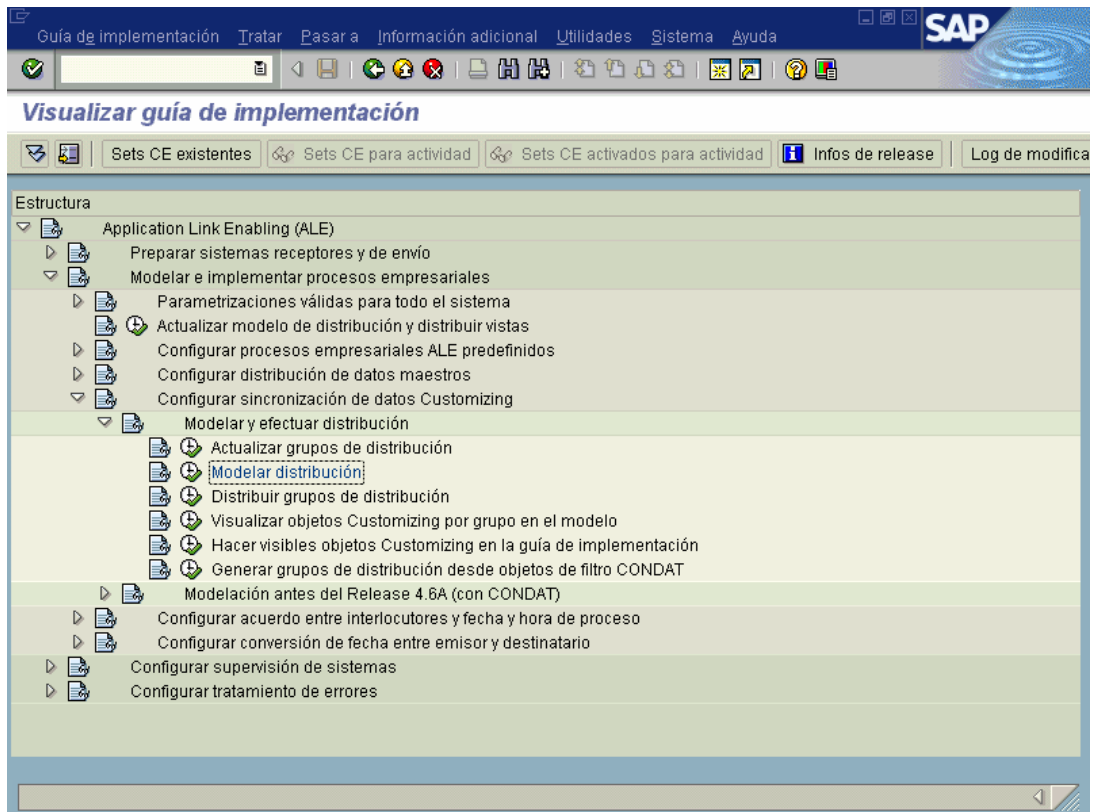 Guía de implementación Tratar Pasar a Información adicional Utilidades Sistema Ayuda
SAP
Visualizar guía de implementación
Sets CE existentes Sets CE para actividad Sets CE activados para actividad Infos de release Log de modifica
Estructura
Application Link Enabling (ALE)
Preparar sistemas receptores y de envío
Modelar e implementar procesos empresariales
Parametrizaciones válidas para todo el sistema
Actualizar modelo de distribución y distribuir vistas
Configurar procesos empresariales ALE predefinidos
Configurar distribución de datos maestros
Configurar sincronización de datos Customizing
Modelar y efectuar distribución
Actualizar grupos de distribución
Modelar distribución
Distribuir grupos de distribución
Visualizar objetos Customizing por grupo en el modelo
Hacer visibles objetos Customizing en la guía de implementación
Generar grupos de distribución desde objetos de filtro CONDAT
Modelación antes del Release 4.6A (con CONDAT)
Configurar acuerdo entre interlocutores y fecha y hora de proceso
Configurar conversión de fecha entre emisor y destinatario
Configurar supervisión de sistemas
Configurar tratamiento de errores